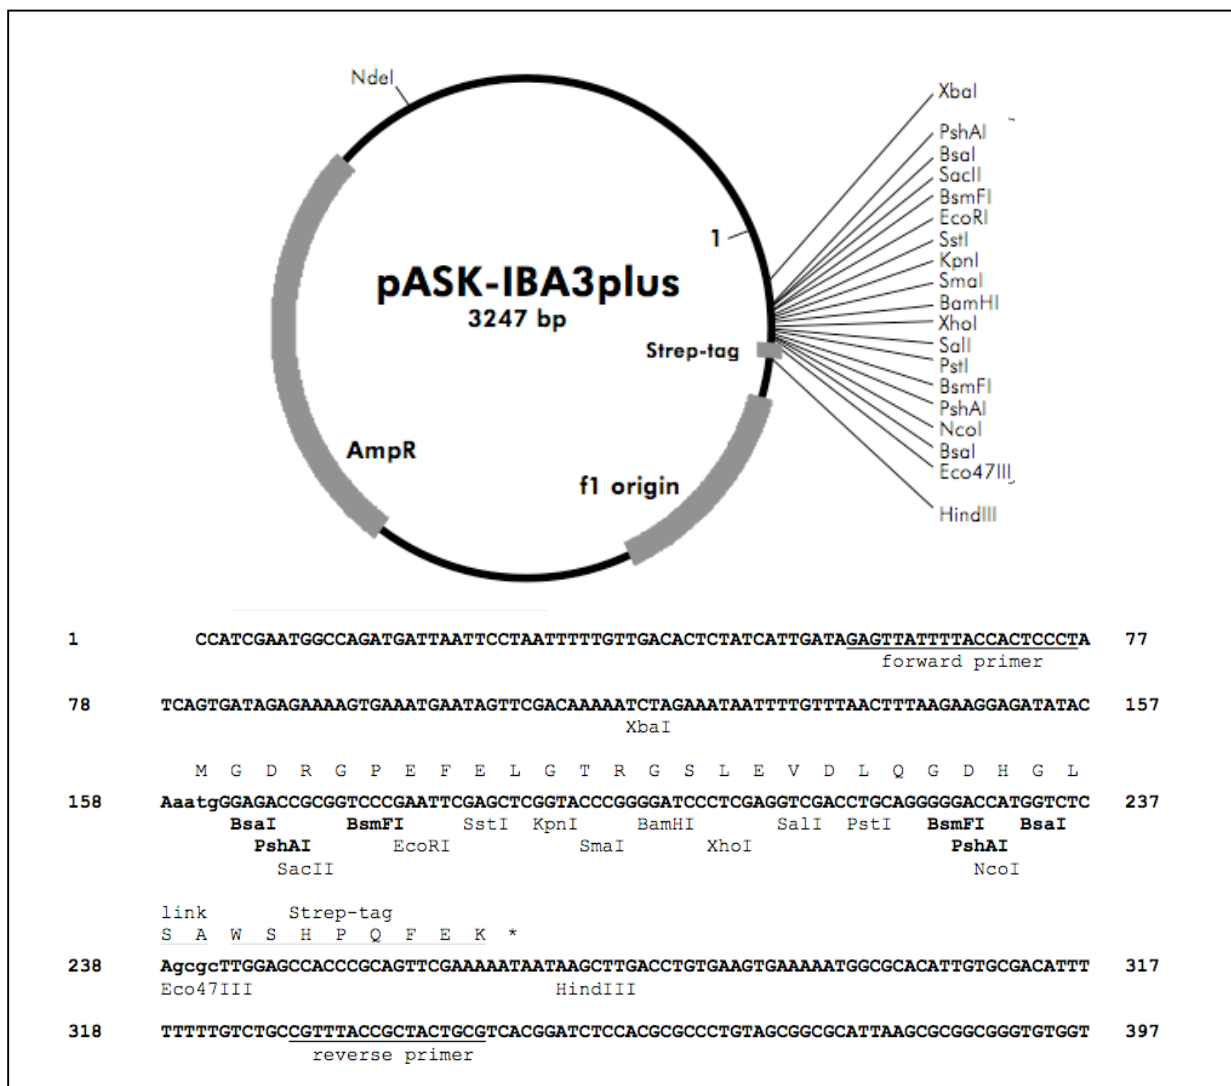 NdeI
XbaI
PshAI
BsaI
SacII
BsmFI
EcoRI
SstI
KpnI
SmaI
BamHI
XhoI
SalI
PstI
BsmFI
PshAI
NcoI
BsaI
Eco47III
HindIII
1
pASK-IBA3plus
3247 bp
Strep-tag
AmpR
f1 origin
1 CCATCGAATGGCCAGATGATTAATTCCTAATTTTTGTTGACACTCTATCATTGATAGAGTTATTTTACCACTCCCTA 77
forward primer
78 TCAGTGATAGAGAAAAGTGAAATGAATAGTTCGACAAAAATCTAGAAATAATTTTGTTTAACTTTAAGAAGGAGATATAC 157
XbaI
M G D R G P E F E L G T R G S L E V D L Q G D H G L
158 AaatgGGAGACCGCGGTCCCGAATTCGAGCTCGGTACCCGGGGATCCCTCGAGGTCGACCTGCAGGGGGACCATGGTCTC 237
BsaI BsmFI SstI KpnI BamHI SalI PstI BsmFI BsaI
PshAI EcoRI SmaI XhoI PshAI
SacII NcoI
link Strep-tag
S A W S H P Q F E K *
238 AgcgcTTGGAGCCACCCGCAGTTCGAAAAATAATAAGCTTGACCTGTGAAGTGAAAAATGGCGCACATTGTGCGACATTT 317
Eco47III HindIII
318 TTTTTGTCTGCCGTTTACCGCTACTGCGTCACGGATCTCCACGCGCCCTGTAGCGGCGCATTAAGCGCGGCGGGTGTGGT 397
reverse primer